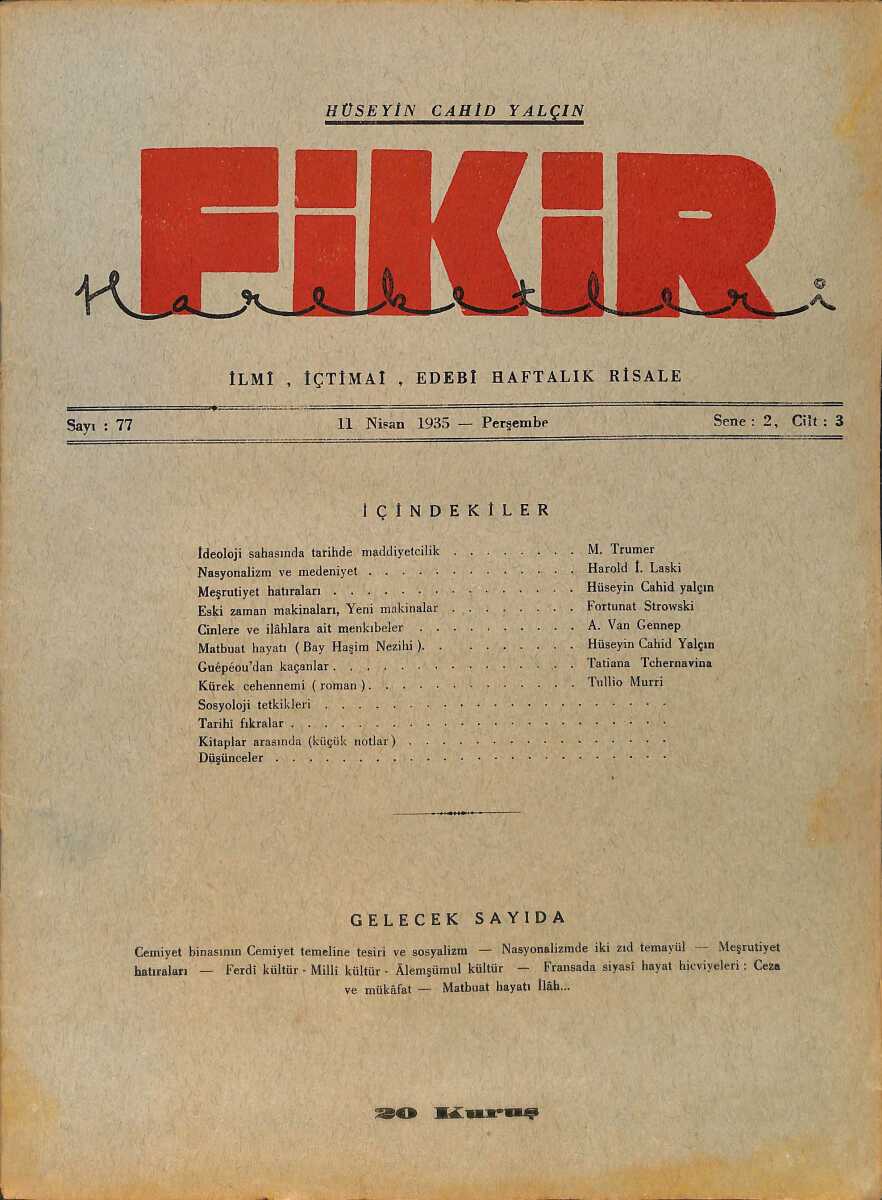 HÜSEYİN CAHİD YALÇIN
FİKİR
Hareketleri
İLMÎ , İÇTİMAÎ , EDEBÎ HAFTALIK RİSALE
Sayı : 77 11 Nisan 1935 — Perşembe Sene : 2, Cilt : 3
İÇİNDEKİLER
İdeoloji sahasında tarihde maddiyetcilik . . . . . . . . M. Trumer
Nasyonalizm ve medeniyet . . . . . . . . . . . . . Harold İ. Laski
Meşrutiyet hatıraları . . . . . . . . . . . . . . . Hüseyin Cahid yalçın
Eski zaman makinaları, Yeni makinalar . . . . . . . . Fortunat Strowski
Cinlere ve ilâhlara ait menkıbeler . . . . . . . . . . A. Van Gennep
Matbuat hayatı ( Bay Haşim Nezihi ). . . . . . . . . . Hüseyin Cahid Yalçın
Guépéou'dan kaçanlar . . . . . . . . . . . . . . . Tatiana Tchernavina
Kürek cehennemi ( roman ) . . . . . . . . . . . . . Tullio Murri
Sosyoloji tetkikleri . . . . . . . . . . . . . . . . . . . .
Tarihî fıkralar . . . . . . . . . . . . . . . . . . . . . .
Kitaplar arasında (küçük notlar ) . . . . . . . . . . . . . . .
Düşünceler . . . . . . . . . . . . . . . . . . . . . . .
GELECEK SAYIDA
Cemiyet binasının Cemiyet temeline tesiri ve sosyalizm — Nasyonalizmde iki zıd temayül — Meşrutiyet
hatıraları — Ferdî kültür - Millî kültür - Âlemşümul kültür — Fransada siyasî hayat hicviyeleri : Ceza
ve mükâfat — Matbuat hayatı İlâh...
20 Kuruş